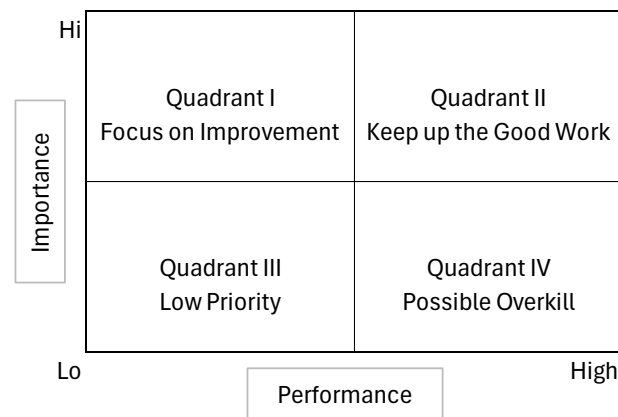 Hi
Quadrant I
Focus on Improvement
Quadrant II
Keep up the Good Work
Importance
Quadrant III
Low Priority
Quadrant IV
Possible Overkill
Lo
High
Performance